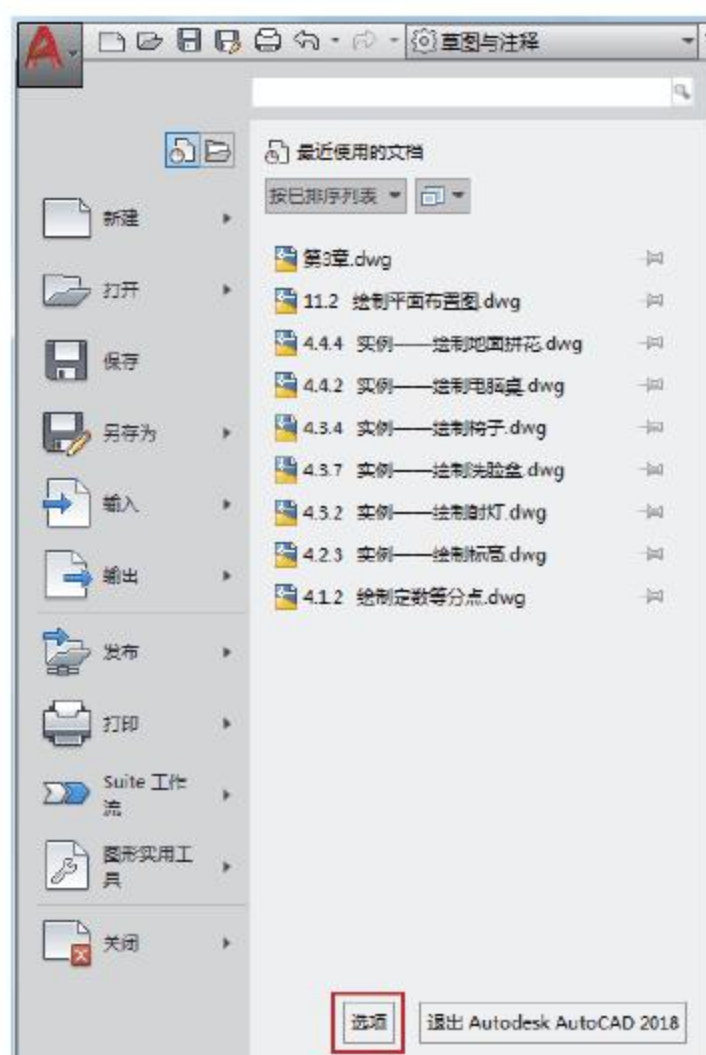 草图与注释
最近使用的文档
按已排序列表
新建
打开
保存
另存为
输入
输出
发布
打印
Suite 工作
流
图形实用工
具
关闭
第3章.dwg
11.2 绘制平面布置图.dwg
4.4.4 实例——绘制地面拼花.dwg
4.4.2 实例——绘制电脑桌.dwg
4.3.4 实例——绘制椅子.dwg
4.3.7 实例——绘制洗脸盆.dwg
4.3.2 实例——绘制射灯.dwg
4.2.3 实例——绘制标高.dwg
4.1.2 绘制定数等分点.dwg
选项
退出 Autodesk AutoCAD 2018